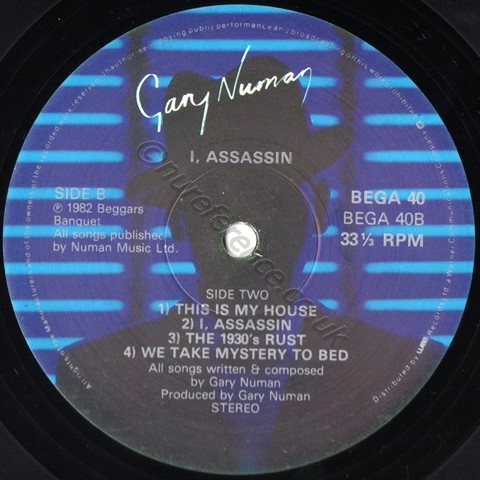 Gary Numan
I, ASSASSIN
SIDE B
℗ 1982 Beggars
Banquet
All songs published
by Numan Music Ltd.
BEGA 40
BEGA 40B
33⅓ RPM
SIDE TWO
1) THIS IS MY HOUSE
2) I, ASSASSIN
3) THE 1930's RUST
4) WE TAKE MYSTERY TO BED
All songs written & composed
by Gary Numan
Produced by Gary Numan
STEREO
©nureference.co.uk